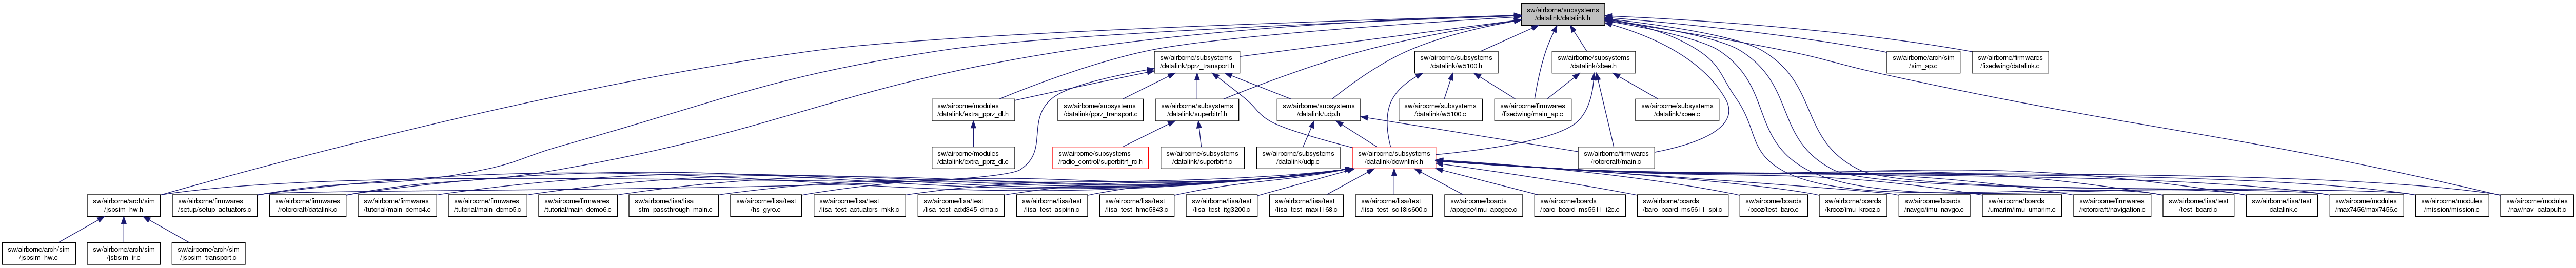 sw/airborne/subsystems
/datalink/datalink.h
sw/airborne/subsystems
/datalink/pprz_transport.h
sw/airborne/subsystems
/datalink/w5100.h
sw/airborne/subsystems
/datalink/xbee.h
sw/airborne/arch/sim
/sim_ap.c
sw/airborne/firmwares
/fixedwing/datalink.c
sw/airborne/modules
/datalink/extra_pprz_dl.h
sw/airborne/subsystems
/datalink/pprz_transport.c
sw/airborne/subsystems
/datalink/superbitrf.h
sw/airborne/subsystems
/datalink/udp.h
sw/airborne/subsystems
/datalink/w5100.c
sw/airborne/firmwares
/fixedwing/main_ap.c
sw/airborne/subsystems
/datalink/xbee.c
sw/airborne/modules
/datalink/extra_pprz_dl.c
sw/airborne/subsystems
/radio_control/superbitrf_rc.h
sw/airborne/subsystems
/datalink/superbitrf.c
sw/airborne/subsystems
/datalink/udp.c
sw/airborne/subsystems
/datalink/downlink.h
sw/airborne/firmwares
/rotorcraft/main.c
sw/airborne/arch/sim
/jsbsim_hw.h
sw/airborne/firmwares
/setup/setup_actuators.c
sw/airborne/firmwares
/rotorcraft/datalink.c
sw/airborne/firmwares
/tutorial/main_demo4.c
sw/airborne/firmwares
/tutorial/main_demo5.c
sw/airborne/firmwares
/tutorial/main_demo6.c
sw/airborne/lisa/lisa
_stm_passthrough_main.c
sw/airborne/lisa/test
/hs_gyro.c
sw/airborne/lisa/test
/lisa_test_actuators_mkk.c
sw/airborne/lisa/test
/lisa_test_adxl345_dma.c
sw/airborne/lisa/test
/lisa_test_aspirin.c
sw/airborne/lisa/test
/lisa_test_hmc5843.c
sw/airborne/lisa/test
/lisa_test_itg3200.c
sw/airborne/lisa/test
/lisa_test_max1168.c
sw/airborne/lisa/test
/lisa_test_sc18is600.c
sw/airborne/boards
/apogee/imu_apogee.c
sw/airborne/boards
/baro_board_ms5611_i2c.c
sw/airborne/boards
/baro_board_ms5611_spi.c
sw/airborne/boards
/booz/test_baro.c
sw/airborne/boards
/krooz/imu_krooz.c
sw/airborne/boards
/navgo/imu_navgo.c
sw/airborne/boards
/umarim/imu_umarim.c
sw/airborne/firmwares
/rotorcraft/navigation.c
sw/airborne/lisa/test
/test_board.c
sw/airborne/lisa/test
_datalink.c
sw/airborne/modules
/max7456/max7456.c
sw/airborne/modules
/mission/mission.c
sw/airborne/modules
/nav/nav_catapult.c
sw/airborne/arch/sim
/jsbsim_hw.c
sw/airborne/arch/sim
/jsbsim_ir.c
sw/airborne/arch/sim
/jsbsim_transport.c